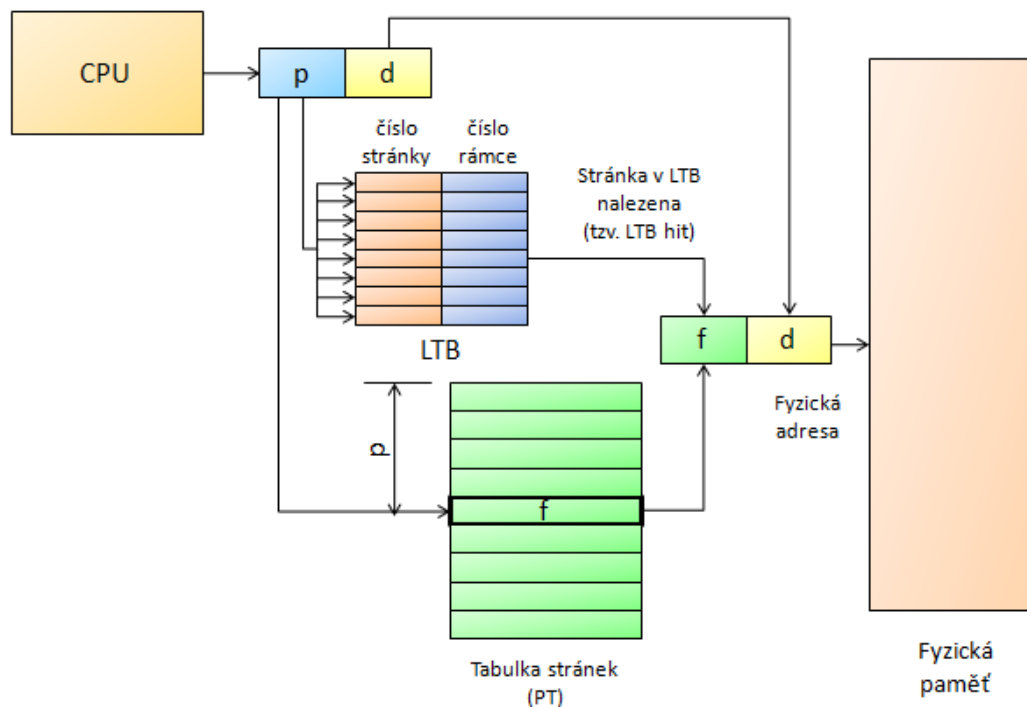 CPU
p
d
číslo
stránky
číslo
rámce
Stránka v LTB
nalezena
(tzv. LTB hit)
LTB
f
d
Fyzická
adresa
p
f
Tabulka stránek
(PT)
Fyzická
paměť